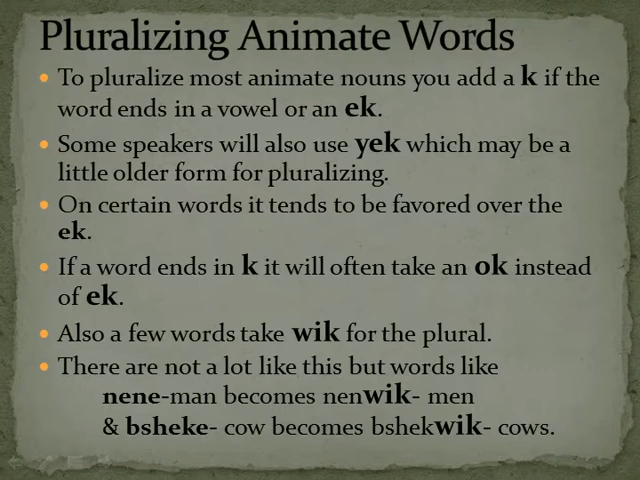 Pluralizing Animate Words
• To pluralize most animate nouns you add a k if the
word ends in a vowel or an ek.
• Some speakers will also use yek which may be a
little older form for pluralizing.
• On certain words it tends to be favored over the
ek.
• If a word ends in k it will often take an ok instead
of ek.
• Also a few words take wik for the plural.
• There are not a lot like this but words like
nene-man becomes nenwik- men
& bsheke- cow becomes bshekwik- cows.